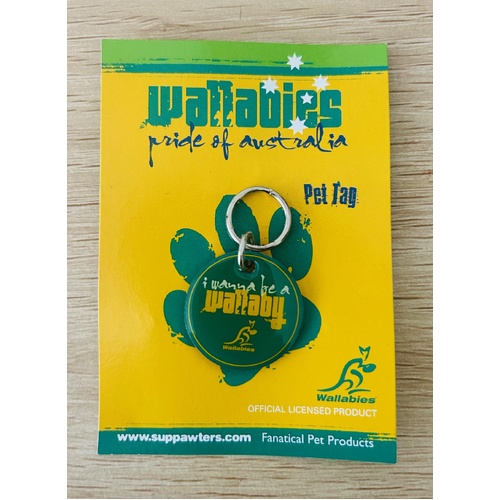 wallabies
pride of australia
Pet Tag
i wanna be a
wallaby
Wallabies
Wallabies
OFFICIAL LICENSED PRODUCT
www.suppawters.com Fanatical Pet Products